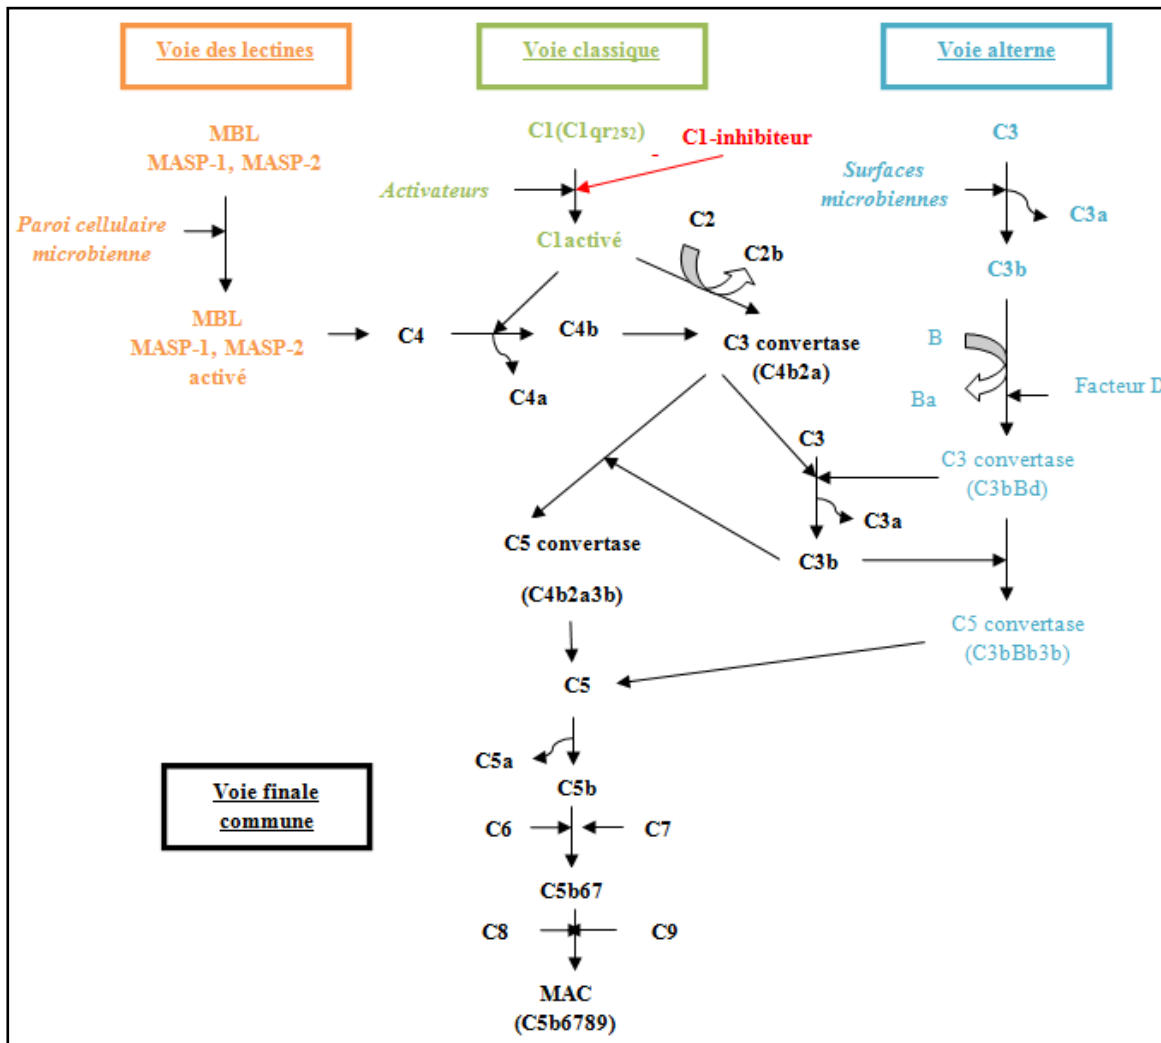 Voie des lectines
Voie classique
Voie alterne
MBL
MASP-1, MASP-2
Paroi cellulaire
microbienne
MBL
MASP-1, MASP-2
activé
C1(C1qr2s2)
- C1-inhibiteur
Activateurs
C1activé
C2
C2b
C4
C4b
C4a
C3 convertase
(C4b2a)
C3
Surfaces
microbiennes
C3a
C3b
B
Ba
Facteur D
C3 convertase
(C3bBd)
C3
C3a
C3b
C5 convertase
(C4b2a3b)
C5 convertase
(C3bBb3b)
C5
C5a
C5b
Voie finale
commune
C6
C7
C5b67
C8
C9
MAC
(C5b6789)